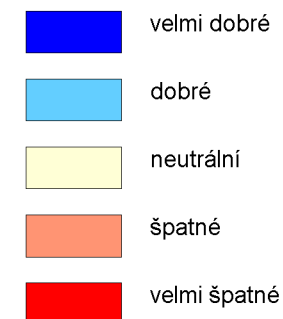 velmi dobré
dobré
neutrální
špatné
velmi špatné